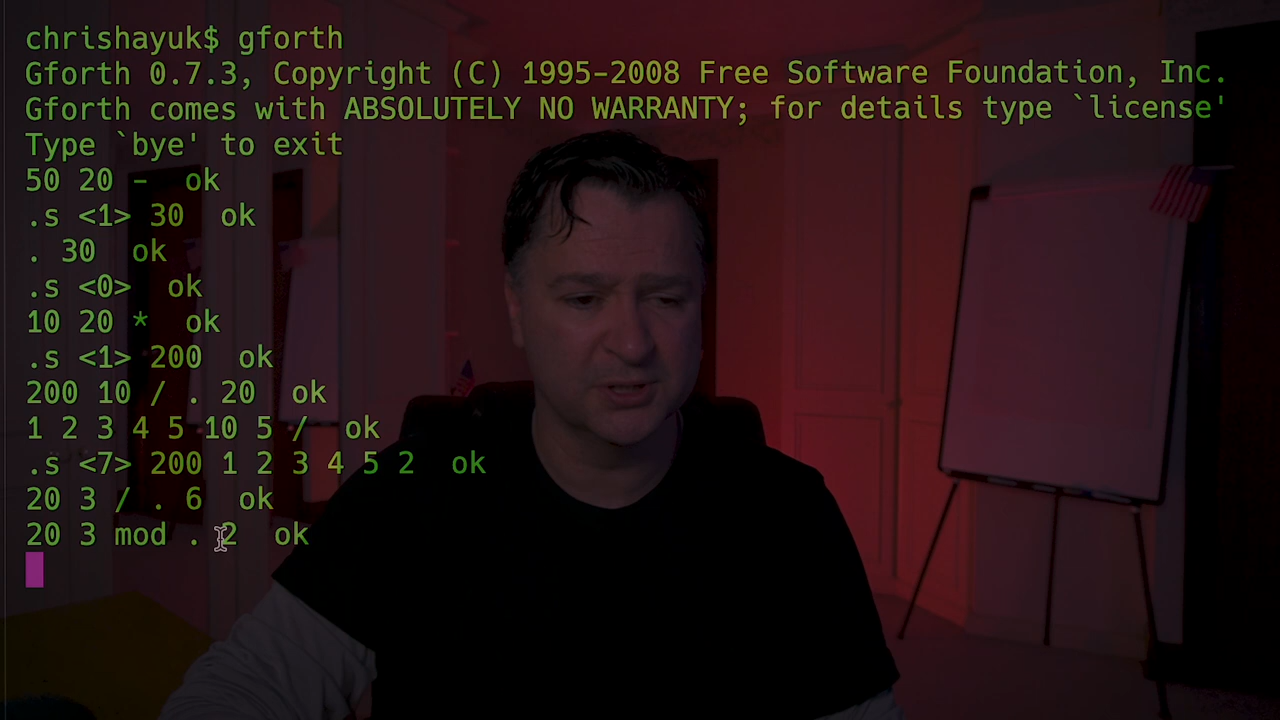 chrishayuk$ gforth
Gforth 0.7.3, Copyright (C) 1995-2008 Free Software Foundation, Inc.
Gforth comes with ABSOLUTELY NO WARRANTY; for details type `license'
Type `bye' to exit
50 20 -  ok
.s <1> 30  ok
. 30  ok
.s <0>  ok
10 20 *  ok
.s <1> 200  ok
200 10 / . 20  ok
1 2 3 4 5 10 5 /  ok
.s <7> 200 1 2 3 4 5 2  ok
20 3 / . 6  ok
20 3 mod . 2  ok